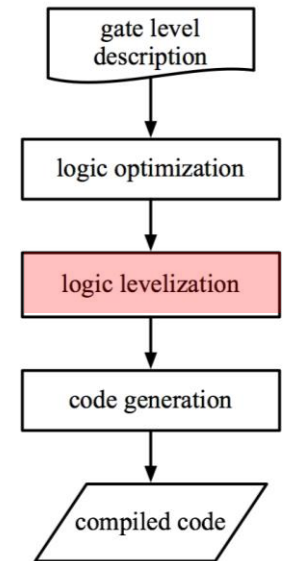 gate level
description
logic optimization
logic levelization
code generation
compiled code